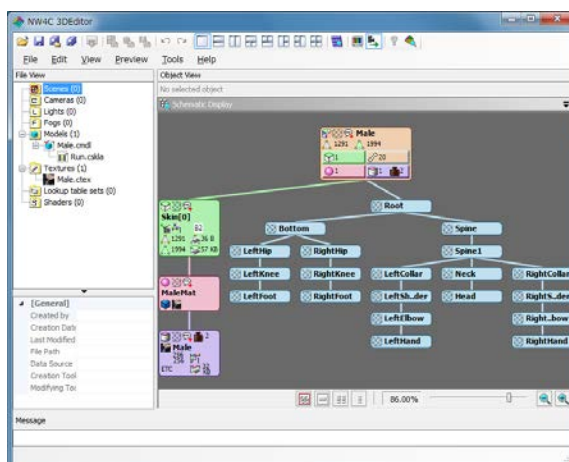 NW4C 3DEditor
File Edit View Preview Tools Help
File View
Scenes (0)
Cameras (0)
Lights (0)
Fogs (0)
Models (1)
Male.cmdl
Run.cskla
Textures (1)
Male.ctex
Lookup table sets (0)
Shaders (0)
[General]
Created by
Creation Date
Last Modified
File Path
Data Source
Creation Tool
Modifying Too
Object View
No selected object
Schematic Display
Male
1291 1994
1 20
1 1 2
Skin[0]
82
1291 36 B
1994 57 KB
MaleMat
2
Male
256
256
ETC
Root
Bottom Spine
LeftHip RightHip Spine1
LeftKnee RightKnee LeftCollar Neck RightCollar
LeftFoot RightFoot LeftSh..der Head RightS..der
LeftElbow Right..bow
LeftHand RightHand
86.00%
Message